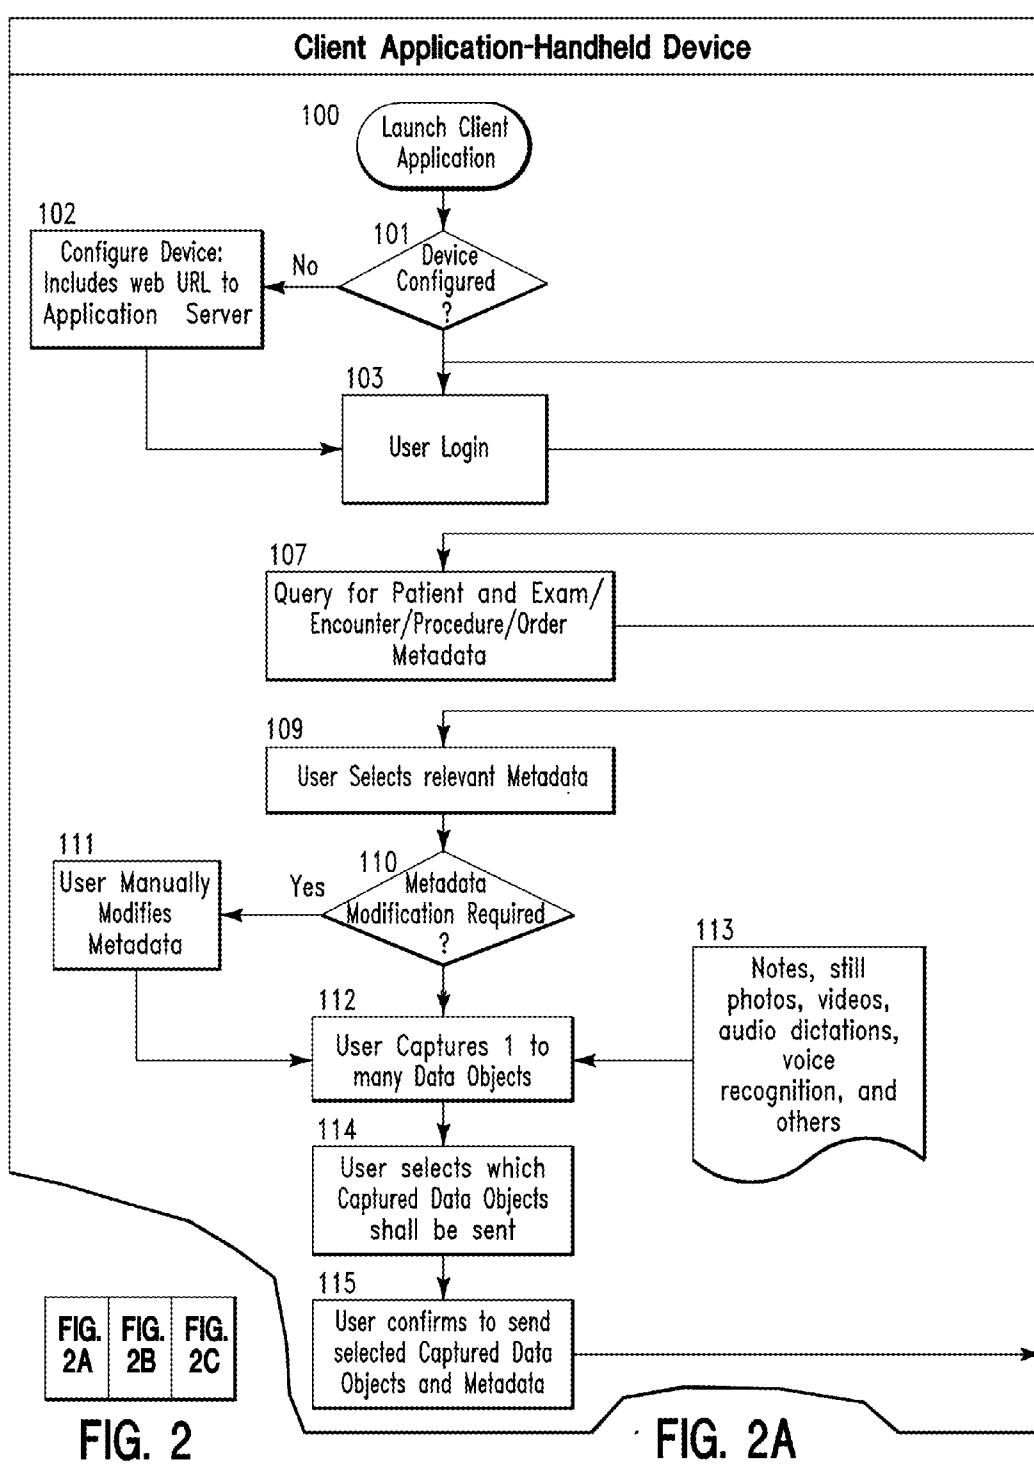 Client Application-Handheld Device
100
Launch Client
Application
102
Configure Device:
Includes web URL to
Application Server
No
101
Device
Configured
?
103
User Login
107
Query for Patient and Exam/
Encounter/Procedure/Order
Metadata
109
User Selects relevant Metadata
111
User Manually
Modifies
Metadata
Yes
110
Metadata
Modification Required
?
113
Notes, still
photos, videos,
audio dictations,
voice
recognition, and
others
112
User Captures 1 to
many Data Objects
114
User selects which
Captured Data Objects
shall be sent
115
User confirms to send
selected Captured Data
Objects and Metadata
FIG.
2A
FIG.
2B
FIG.
2C
FIG. 2
FIG. 2A